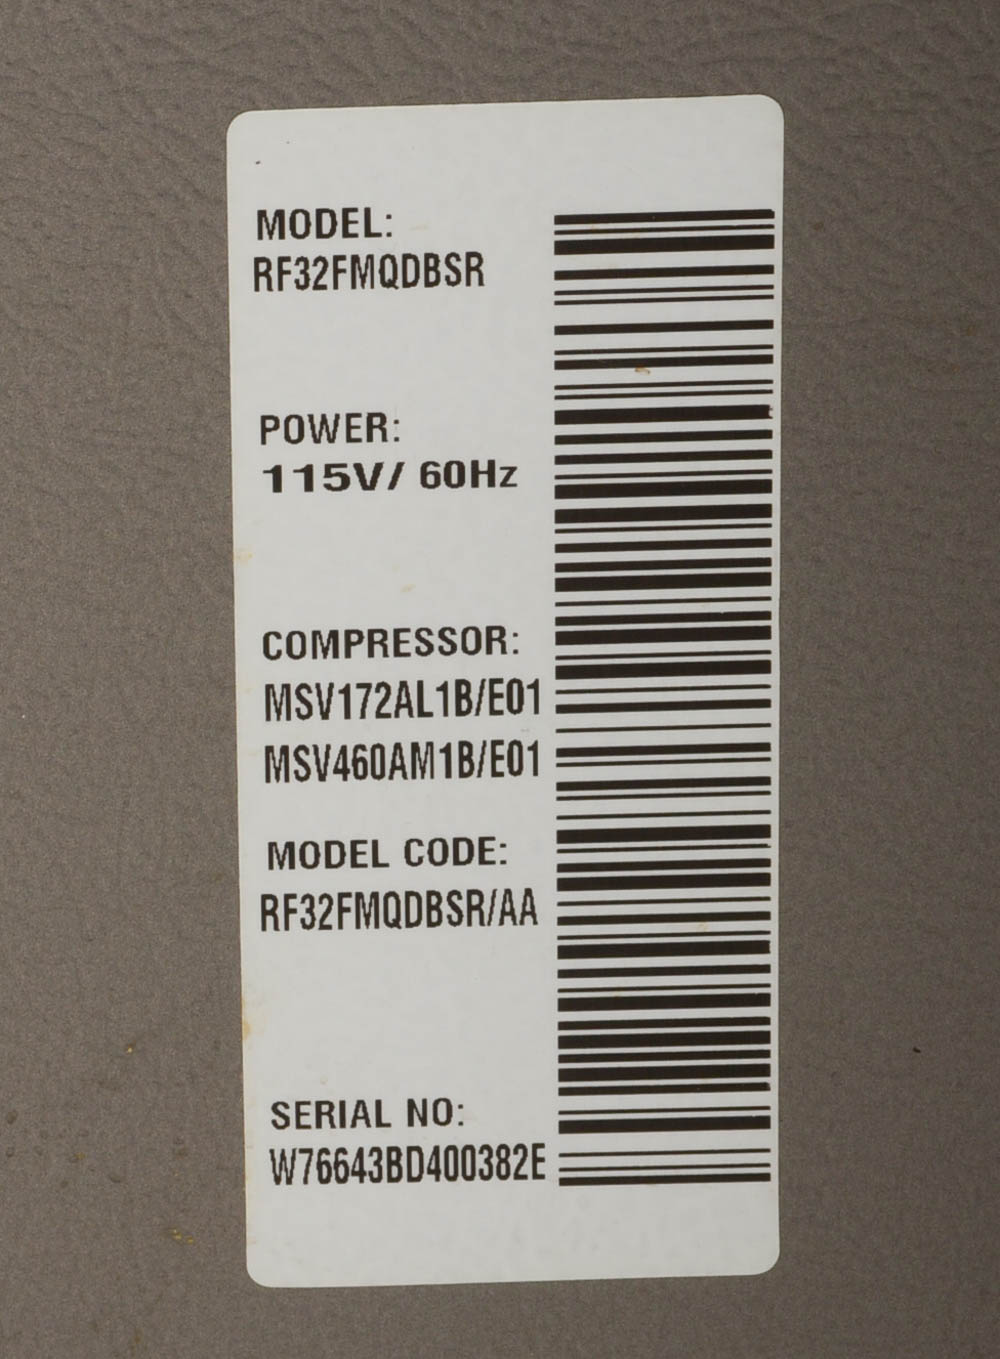 MODEL:
RF32FMQDBSR
POWER:
115V/ 60Hz
COMPRESSOR:
MSV172AL1B/E01
MSV460AM1B/E01
MODEL CODE:
RF32FMQDBSR/AA
SERIAL NO:
W76643BD400382E